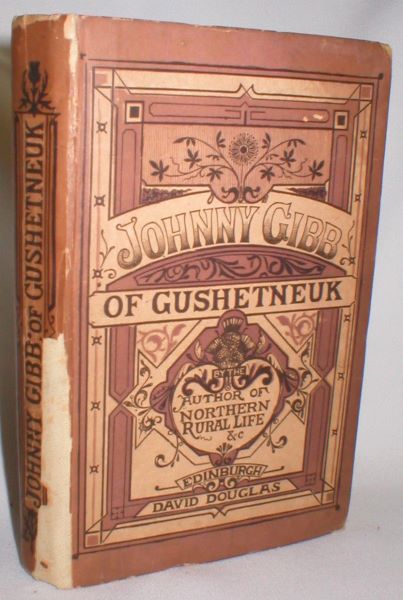 JOHNNY GIBB OF GUSHETNEUK
JOHNNY GIBB
OF GUSHETNEUK
BY THE
AUTHOR OF
NORTHERN
RURAL LIFE
&c
EDINBURGH
DAVID DOUGLAS